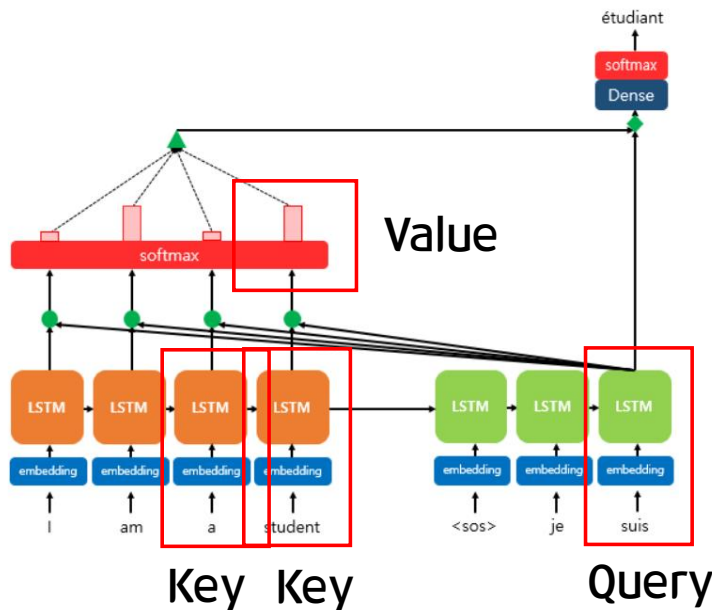 étudiant
softmax
Dense
Value
softmax
LSTM LSTM LSTM LSTM LSTM LSTM LSTM
embedding embedding embedding embedding embedding embedding embedding
I am a student <sos> je suis
Key Key Query